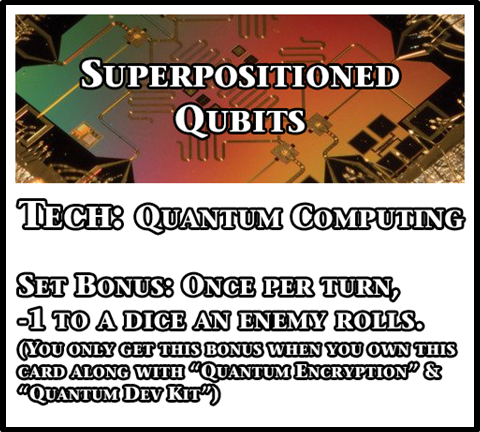 Superpositioned
Qubits
Tech: Quantum Computing
Set Bonus: Once per turn,
-1 to a dice an enemy rolls.
(You only get this bonus when you own this
card along with "Quantum Encryption" &
"Quantum Dev Kit")